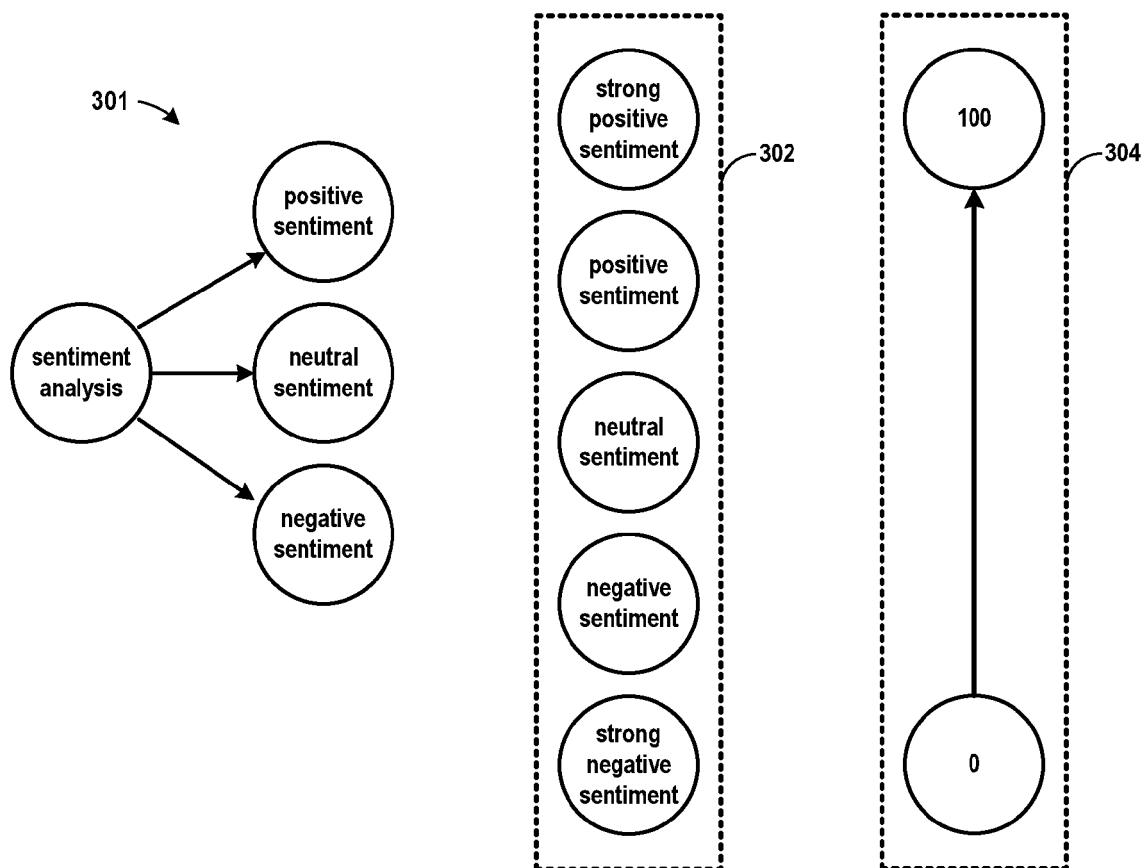 301
positive
sentiment
sentiment
analysis
neutral
sentiment
negative
sentiment
strong
positive
sentiment
positive
sentiment
neutral
sentiment
negative
sentiment
strong
negative
sentiment
302
100
0
304